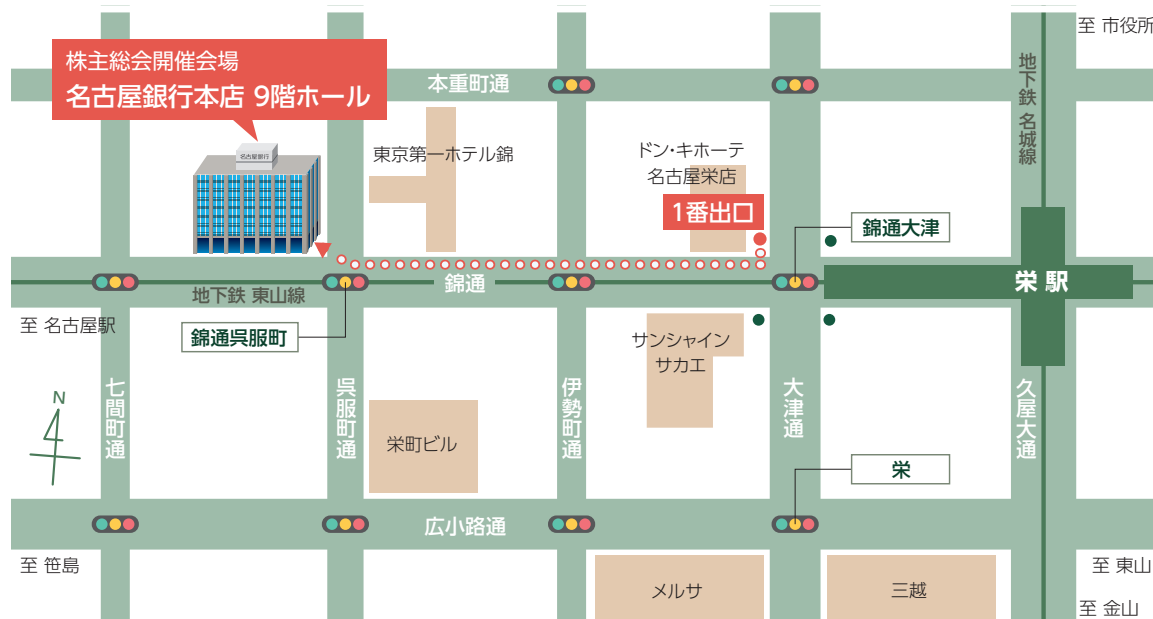 至 市役所
株主総会開催会場
名古屋銀行本店 9階ホール
本重町通
地下鉄 名城線
名古屋銀行
東京第一ホテル錦
ドン・キホーテ
名古屋栄店
1番出口
錦通大津
錦通
栄 駅
地下鉄 東山線
至 名古屋駅
錦通呉服町
サンシャイン
サカエ
N
七間町通
呉服町通
伊勢町通
大津通
久屋大通
栄町ビル
栄
広小路通
至 笹島
メルサ
三越
至 東山
至 金山